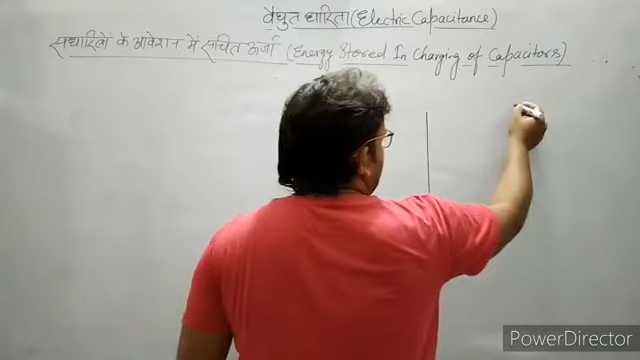 वैद्युत धारिता (Electric Capacitance)
संधारित्रों के आवेशन में संचित ऊर्जा (Energy Stored In Charging of Capacitors)
PowerDirector